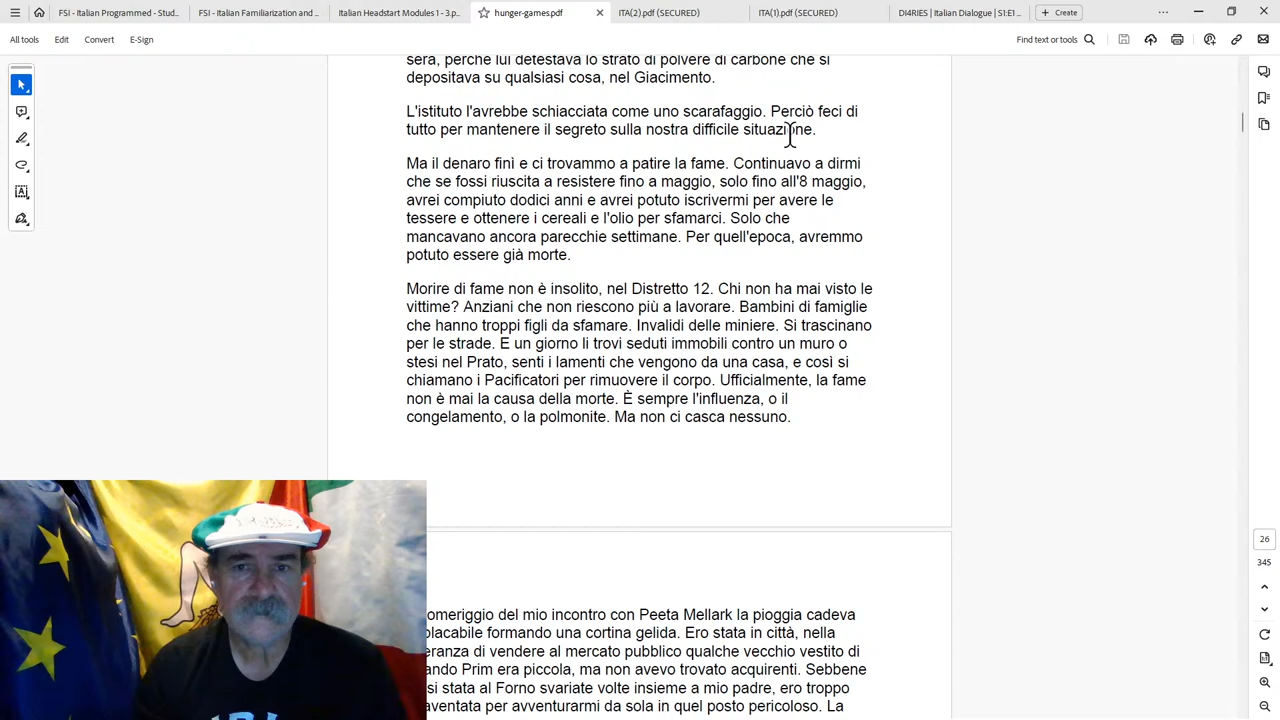 FSI - Italian Programed - Stud...
FSI - Italian Familiarization and ...
Italian Headstart Modules 1 - 3.p...
hunger-games.pdf
ITA(2).pdf (SECURED)
ITA(1).pdf (SECURED)
DI4RIES | Italian Dialogue | S1:E1 ...
Create
All tools
Edit
Convert
E-Sign
Find text or tools
sera, perché lui detestava lo strato di polvere di carbone che si
depositava su qualsiasi cosa, nel Giacimento.
L'istituto l'avrebbe schiacciata come uno scarafaggio. Perciò feci di
tutto per mantenere il segreto sulla nostra difficile situazione.
Ma il denaro finì e ci trovammo a patire la fame. Continuavo a dirmi
che se fossi riuscita a resistere fino a maggio, solo fino all'8 maggio,
avrei compiuto dodici anni e avrei potuto iscrivermi per avere le
tessere e ottenere i cereali e l'olio per sfamarci. Solo che
mancavano ancora parecchie settimane. Per quell'epoca, avremmo
potuto essere già morte.
Morire di fame non è insolito, nel Distretto 12. Chi non ha mai visto le
vittime? Anziani che non riescono più a lavorare. Bambini di famiglie
che hanno troppi figli da sfamare. Invalidi delle miniere. Si trascinano
per le strade. E un giorno li trovi seduti immobili contro un muro o
stesi nel Prato, senti i lamenti che vengono da una casa, e così si
chiamano i Pacificatori per rimuovere il corpo. Ufficialmente, la fame
non è mai la causa della morte. È sempre l'influenza, o il
congelamento, o la polmonite. Ma non ci casca nessuno.
26
345
omeriggio del mio incontro con Peeta Mellark la pioggia cadeva
placabile formando una cortina gelida. Ero stata in città, nella
eranza di vendere al mercato pubblico qualche vecchio vestito di
ando Prim era piccola, ma non avevo trovato acquirenti. Sebbene
si stata al Forno svariate volte insieme a mio padre, ero troppo
aventata per avventurarmi da sola in quel posto pericoloso. La